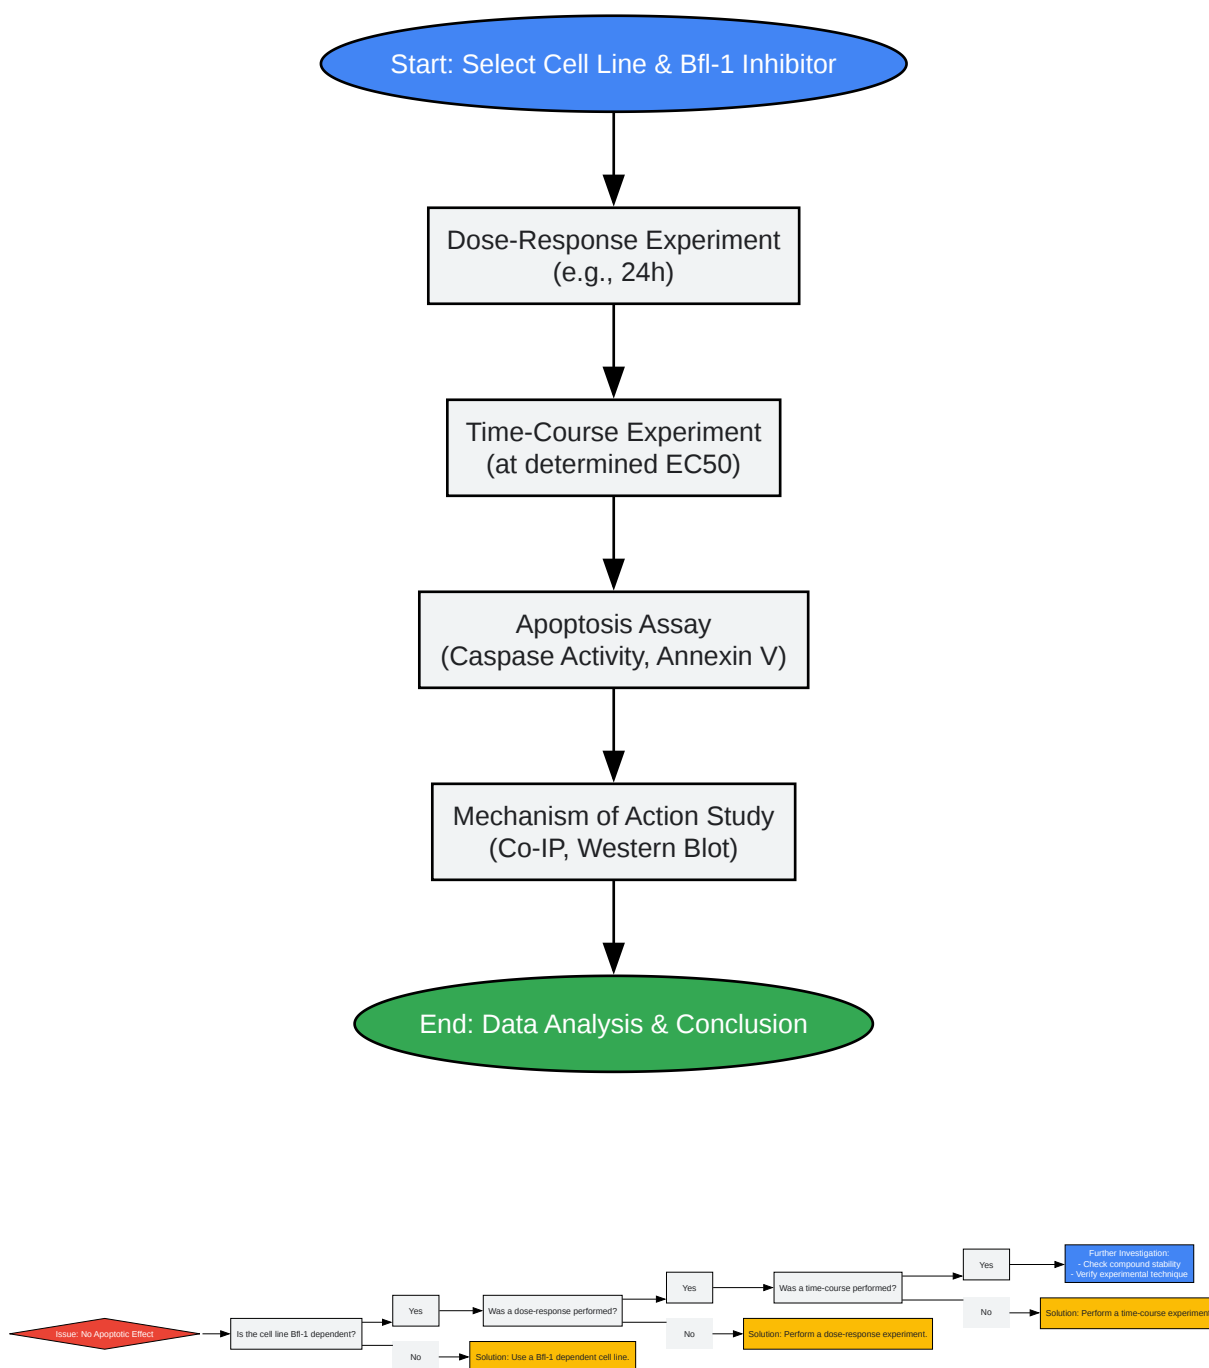 Start: Select Cell Line & Bfl-1 Inhibitor
Dose-Response Experiment
(e.g., 24h)
Time-Course Experiment
(at determined EC50)
Apoptosis Assay
(Caspase Activity, Annexin V)
Mechanism of Action Study
(Co-IP, Western Blot)
End: Data Analysis & Conclusion
Issue: No Apoptotic Effect
Is the cell line Bfl-1 dependent?
Yes
No
Solution: Use a Bfl-1 dependent cell line.
Was a dose-response performed?
Yes
No
Solution: Perform a dose-response experiment.
Was a time-course performed?
Yes
No
Solution: Perform a time-course experiment
Further Investigation:
- Check compound stability
- Verify experimental technique